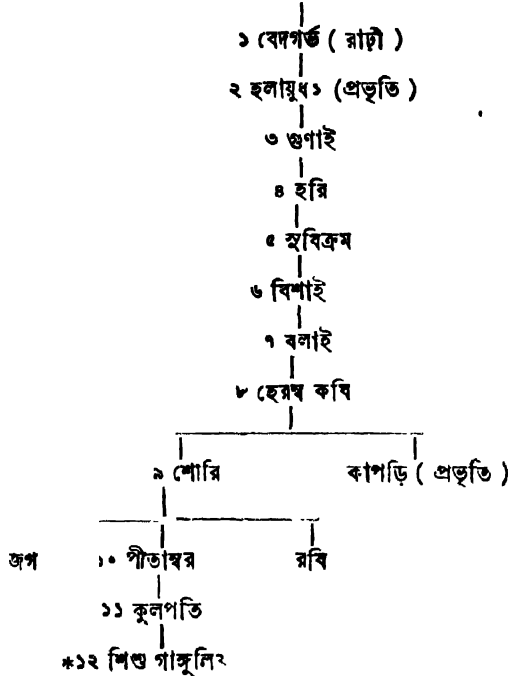 ১ বেদগর্ভ ( রাঢ়ী )
২ হলায়ুধ১ (প্রভৃতি )
৩ গুণাই
৪ হরি
৫ সুবিক্রম
৬ বিশাই
৭ বলাই
৮ হেরম্ব কবি
৯ শোরি কাপড়ি ( প্রভৃতি )
জগ ১০ পীতাম্বর রবি
১১ কুলপতি
*১২ শিশু গাঙ্গুলি২